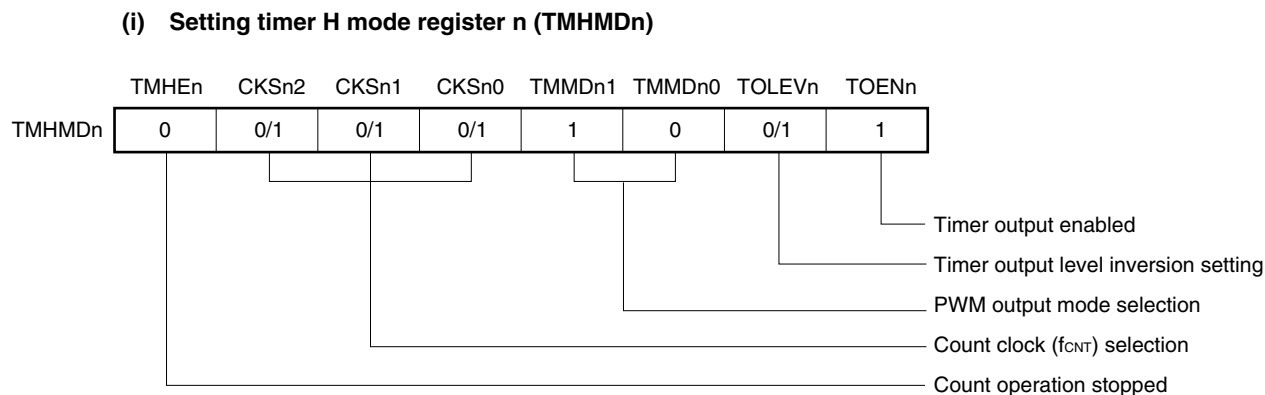 (i) Setting timer H mode register n (TMHMDn)
TMHEn CKSn2 CKSn1 CKSn0 TMMDn1 TMMDn0 TOLEVn TOENn
TMHMDn 0 0/1 0/1 0/1 1 0 0/1 1
Timer output enabled
Timer output level inversion setting
PWM output mode selection
Count clock (fCNT) selection
Count operation stopped